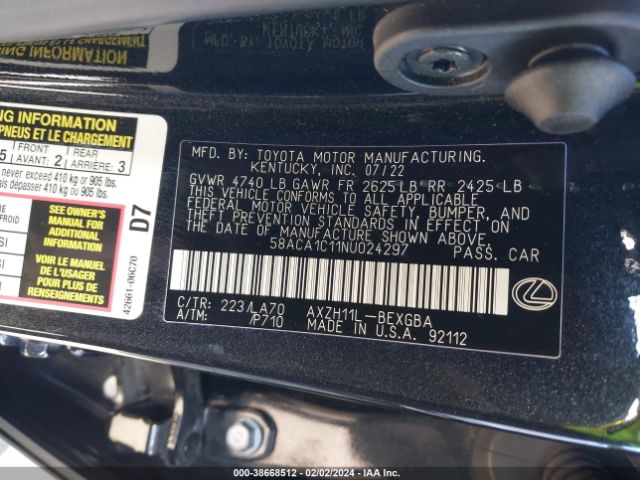 MFD. BY: TOYOTA MOTOR MANUFACTURING.
KENTUCKY, INC. 07/22
GVWR 4740 LB GAWR FR 2625 LB RR 2425 LB
THIS VEHICLE CONFORMS TO ALL APPLICABLE
FEDERAL MOTOR VEHICLE SAFETY, BUMPER, AND
THEFT PREVENTION STANDARDS IN EFFECT ON
THE DATE OF MANUFACTURE SHOWN ABOVE.
58ACA1C11NU024297 PASS. CAR
C/TR: 223/LA70 AXZH11L-BEXGBA
A/TM: /P710 MADE IN U.S.A. 92112
NG INFORMATION
PNEUS ET LE CHARGEMENT
5 FRONT AVANT: 2 REAR ARRIÈRE: 3
never exceed 410 kg or 905 lbs.
ais dépasser 410 kg ou 905 lbs.
SEE OWNER'S
MANUAL FOR
ADDITIONAL
INFORMATION
VOIR LE MANUEL
DE L'USAGER
POUR PLUS DE
RENSEIGNEMENTS
D7
42661-06C70
000-38668512 - 02/02/2024 - IAAI, Inc.